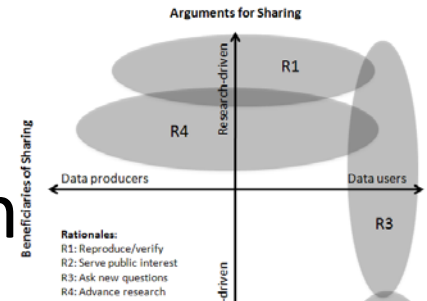 Arguments for Sharing
Research-driven
R1
R4
Beneficiaries of Sharing
Data producers
Data users
R3
Rationales:
R1: Reproduce/verify
R2: Serve public interest
R3: Ask new questions
R4: Advance research
-driven